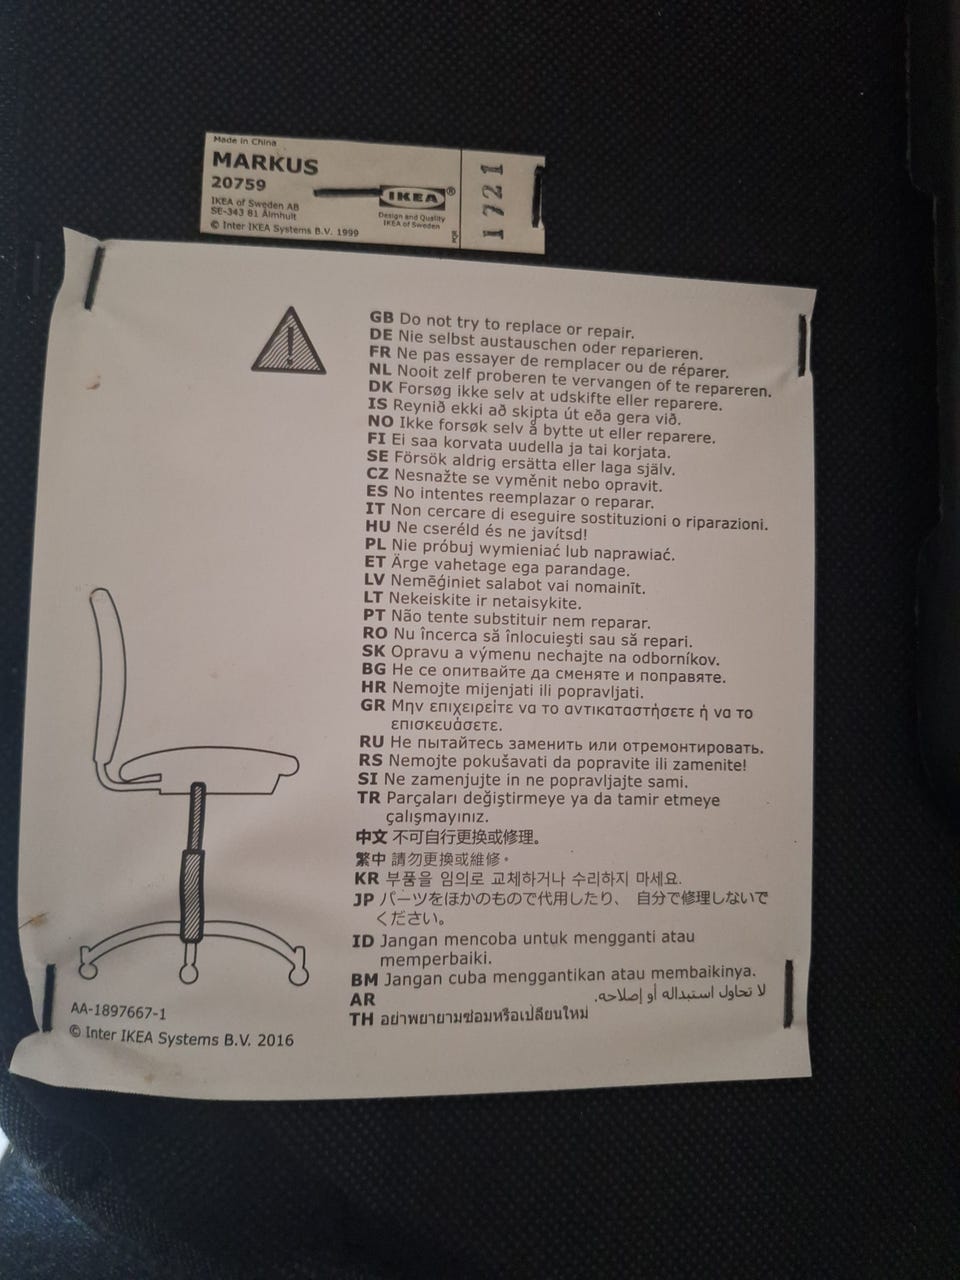 Made in China
MARKUS
20759
IKEA of Sweden AB
SE-343 81 Älmhult
© Inter IKEA Systems B.V. 1999
IKEA®
Design and Quality
IKEA of Sweden
1721
GB Do not try to replace or repair.
DE Nie selbst austauschen oder reparieren.
FR Ne pas essayer de remplacer ou de réparer.
NL Nooit zelf proberen te vervangen of te repareren.
DK Forsøg ikke selv at udskifte eller reparere.
IS Reynið ekki að skipta út eða gera við.
NO Ikke forsøk selv å bytte ut eller reparere.
FI Ei saa korvata uudella ja tai korjata.
SE Försök aldrig ersätta eller laga själv.
CZ Nesnažte se vyměnit nebo opravit.
ES No intentes reemplazar o reparar.
IT Non cercare di eseguire sostituzioni o riparazioni.
HU Ne cseréld és ne javítsd!
PL Nie próbuj wymieniać lub naprawiać.
ET Ärge vahetage ega parandage.
LV Nemēģiniet salabot vai nomainīt.
LT Nekeiskite ir netaisykite.
PT Não tente substituir nem reparar.
RO Nu încerca să înlocuieşti sau să repari.
SK Opravu a výmenu nechajte na odborníkov.
BG Не се опитвайте да сменяте и поправяте.
HR Nemojte mijenjati ili popravljati.
GR Μην επιχειρείτε να το αντικαταστήσετε ή να το
επισκευάσετε.
RU Не пытайтесь заменить или отремонтировать.
RS Nemojte pokušavati da popravite ili zamenite!
SI Ne zamenjujte in ne popravljajte sami.
TR Parçaları değiştirmeye ya da tamir etmeye
çalışmayınız.
中文 不可自行更换或修理。
繁中 請勿更換或維修。
KR 부품을 임의로 교체하거나 수리하지 마세요.
JP パーツをほかのもので代用したり、 自分で修理しないで
ください。
ID Jangan mencoba untuk mengganti atau
memperbaiki.
BM Jangan cuba menggantikan atau membaikinya.
AR لا تحاول استبداله أو إصلاحه.
TH อย่าพยายามซ่อมหรือเปลี่ยนใหม่
AA-1897667-1
© Inter IKEA Systems B.V. 2016